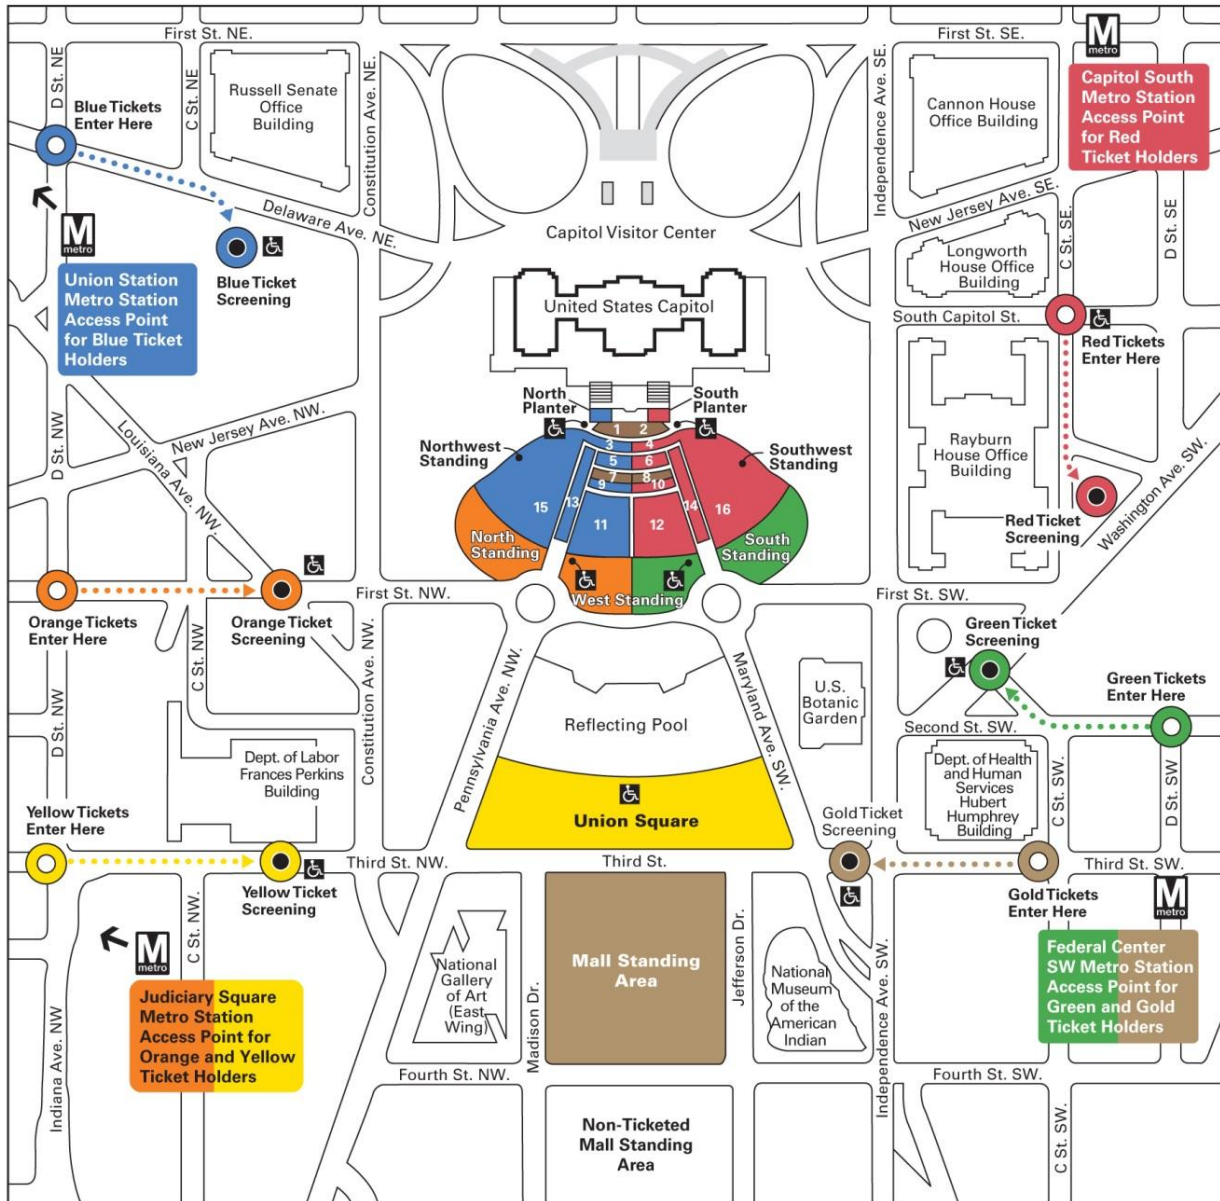 First St. NE.
First St. SE.
M
metro
D St. NE
C St. NE
Constitution Ave. NE.
Independence Ave. SE.
Capitol South
Metro Station
Access Point
for Red
Ticket Holders
Blue Tickets
Enter Here
Russell Senate
Office
Building
Cannon House
Office Building
New Jersey Ave. SE.
C St. SE.
D St. SE
Delaware Ave. NE.
Capitol Visitor Center
M
metro
Blue Ticket
Screening
Union Station
Metro Station
Access Point
for Blue Ticket
Holders
Longworth
House Office
Building
United States Capitol
South Capitol St.
Red Tickets
Enter Here
North
Planter
South
Planter
D St. NW
Louisiana Ave. NW.
New Jersey Ave. NW.
Northwest
Standing
Southwest
Standing
1
2
3
4
5
6
7
8
9
10
13
14
15
11
12
16
Rayburn
House Office
Building
Washington Ave. SW.
Red Ticket
Screening
North
Standing
South
Standing
West Standing
Orange Tickets
Enter Here
Orange Ticket
Screening
First St. NW.
First St. SW.
Green Ticket
Screening
Green Tickets
Enter Here
D St. NW
C St. NW
Constitution Ave. NW.
Pennsylvania Ave. NW.
Maryland Ave. SW.
U.S.
Botanic
Garden
Reflecting Pool
Second St. SW.
Dept. of Labor
Frances Perkins
Building
Dept. of Health
and Human
Services
Hubert
Humphrey
Building
C St. SW.
D St. SW
Yellow Tickets
Enter Here
Union Square
Gold Ticket
Screening
Yellow Ticket
Screening
Third St. NW.
Third St.
Third St. SW.
Gold Tickets
Enter Here
M
metro
C St. NW.
M
metro
Judiciary Square
Metro Station
Access Point for
Orange and Yellow
Ticket Holders
Indiana Ave. NW
National
Gallery
of Art
(East
Wing)
Madison Dr.
Mall Standing
Area
Jefferson Dr.
National
Museum
of the
American
Indian
Independence Ave. SW.
Federal Center
SW Metro Station
Access Point for
Green and Gold
Ticket Holders
Fourth St. NW.
Fourth St. SW.
Non-Ticketed
Mall Standing
Area
C St. SW.